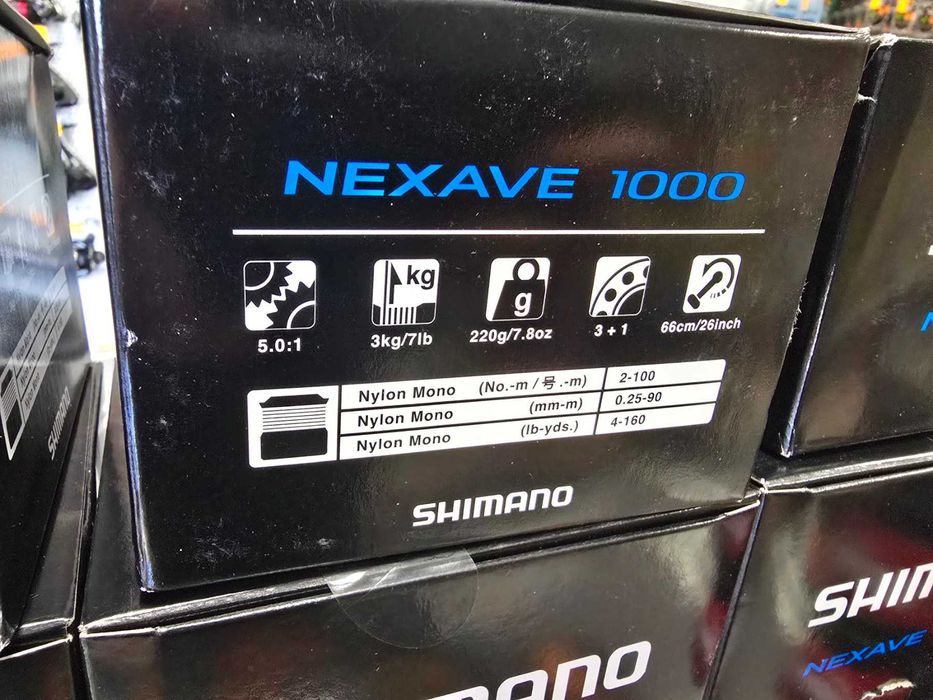 NEXAVE 1000
kg
g
5.0:1
3kg/7lb
220g/7.8oz
3 + 1
66cm/26inch
Nylon Mono (No.-m / 号.-m) 2-100
Nylon Mono (mm-m) 0.25-90
Nylon Mono (lb-yds.) 4-160
SHIMANO
SHIMANO
SHIM
NEXAVE